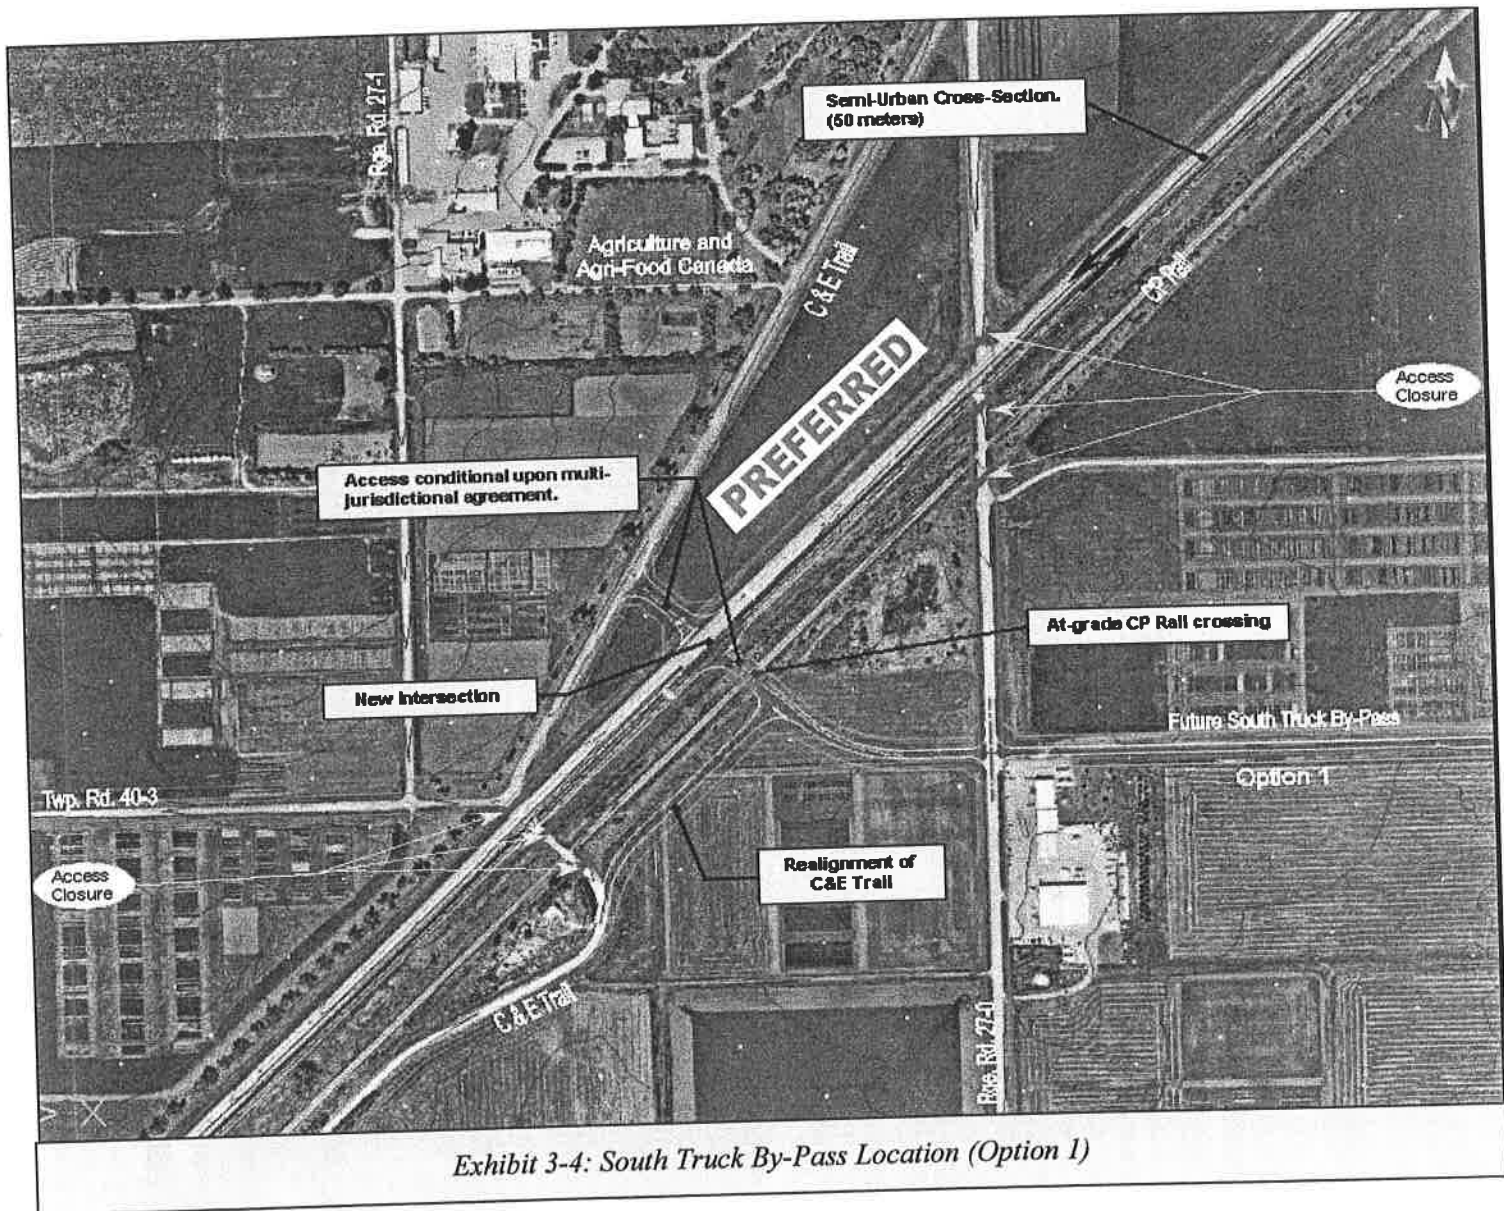 Rge. Rd. 27-1
Semi-Urban Cross-Section.
(50 meters)
N
Agriculture and
Agri-Food Canada
C & E Trail
CP Rail
PREFERRED
Access
Closure
Access conditional upon multi-
jurisdictional agreement.
At-grade CP Rail crossing
New Intersection
Future South Truck By-Pass
Option 1
Twp. Rd. 40-3
Realignment of
C&E Trail
Access
Closure
C & E Trail
Rge. Rd. 27-0
Exhibit 3-4: South Truck By-Pass Location (Option 1)